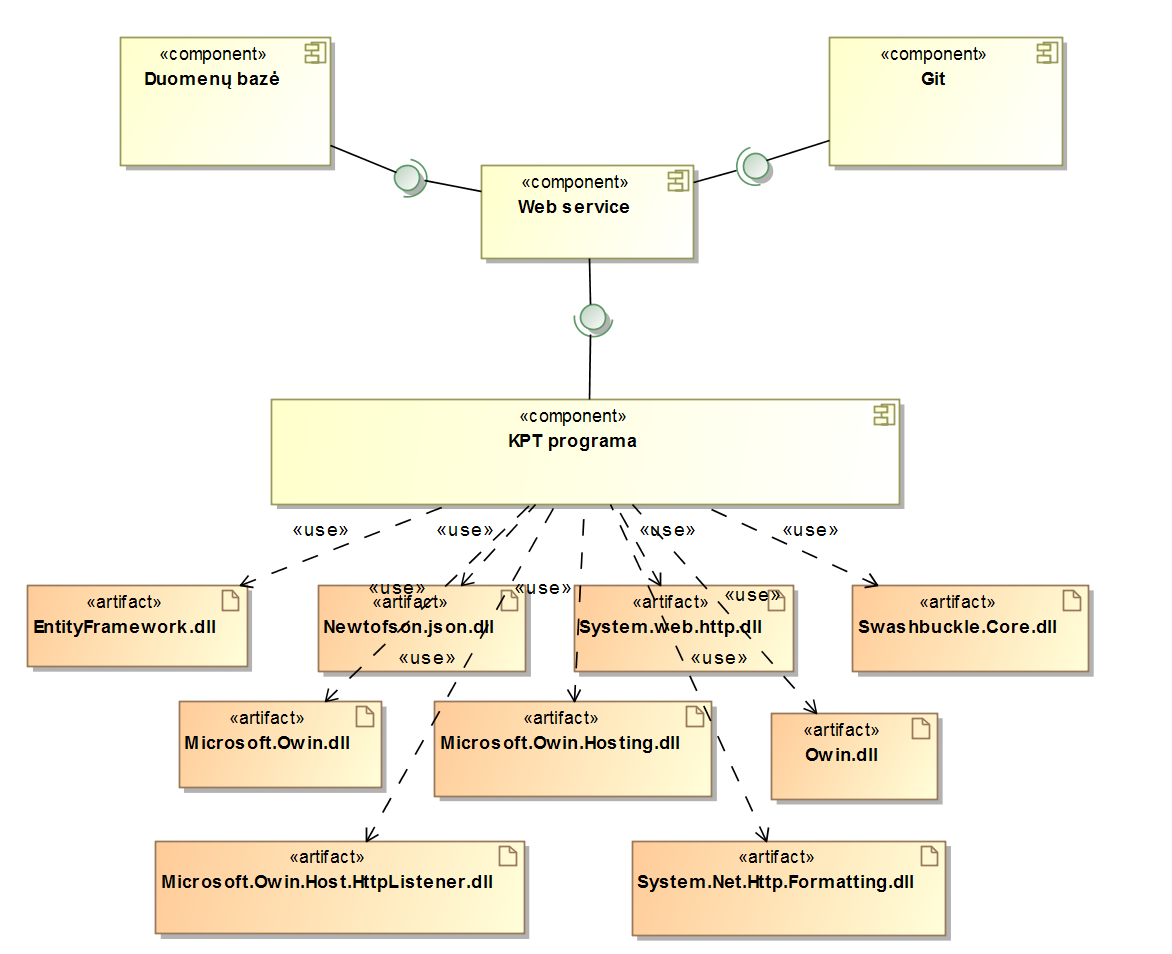 «component»
Duomenų bazė
«component»
Git
«component»
Web service
«component»
KPT programa
«use»
«use»
«use»
«use»
«use»
«use»
«use»
«use»
«use»
«artifact»
EntityFramework.dll
«artifact»
Newtofson.json.dll
«artifact»
System.web.http.dll
«artifact»
Swashbuckle.Core.dll
«artifact»
Microsoft.Owin.dll
«artifact»
Microsoft.Owin.Hosting.dll
«artifact»
Owin.dll
«artifact»
Microsoft.Owin.Host.HttpListener.dll
«artifact»
System.Net.Http.Formatting.dll